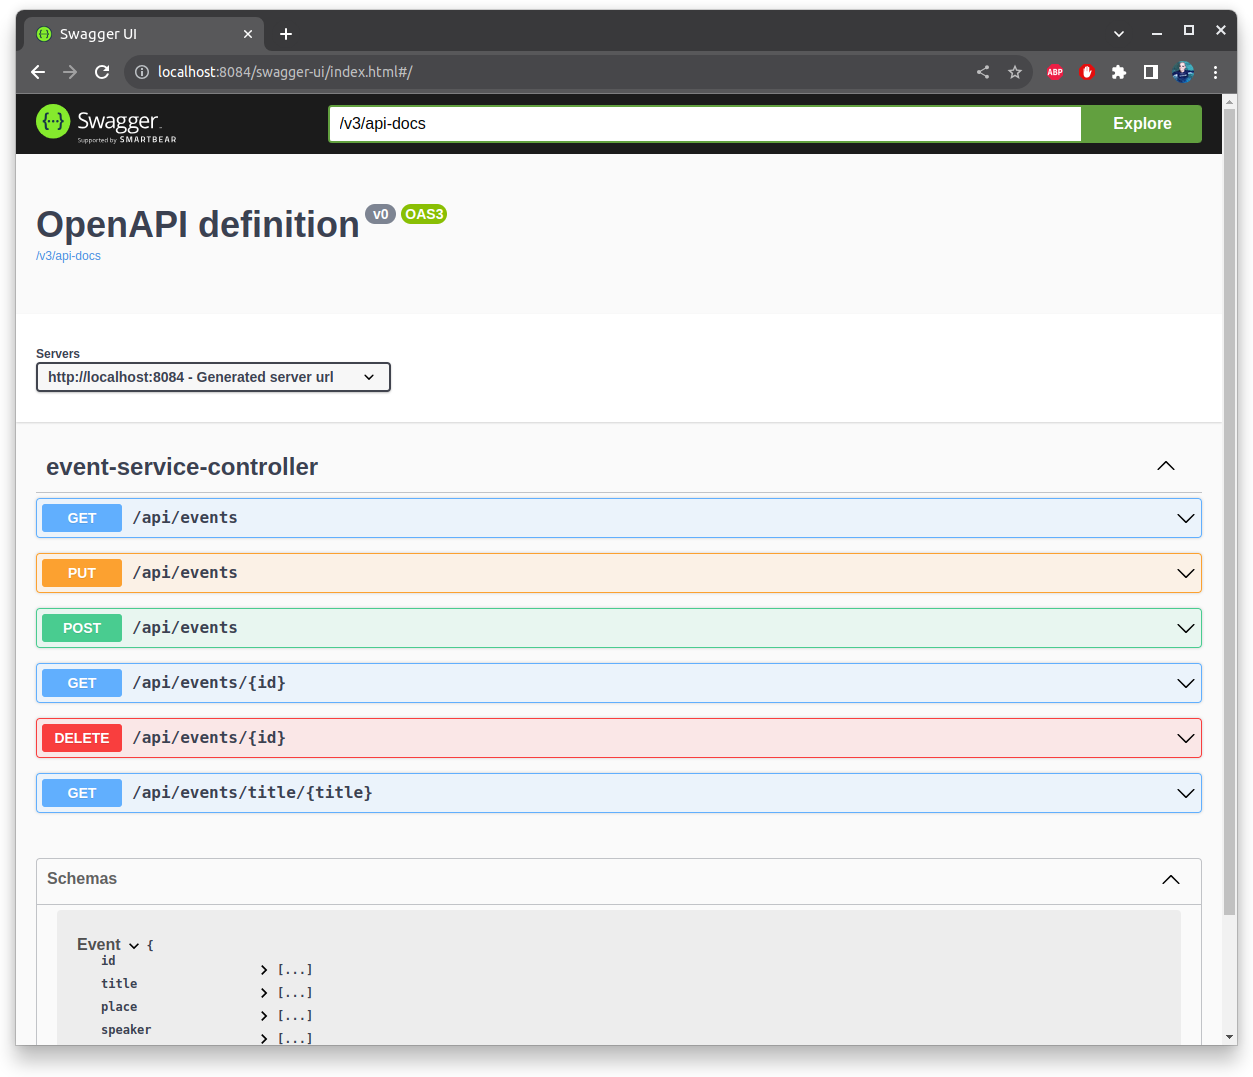 Swagger UI
localhost:8084/swagger-ui/index.html#/
ABP
{···} Swagger
Supported by SMARTBEAR
/v3/api-docs
Explore
OpenAPI definition v0 OAS3
/v3/api-docs
Servers
http://localhost:8084 - Generated server url
event-service-controller
GET /api/events
PUT /api/events
POST /api/events
GET /api/events/{id}
DELETE /api/events/{id}
GET /api/events/title/{title}
Schemas
Event {
id [...]
title [...]
place [...]
speaker [...]